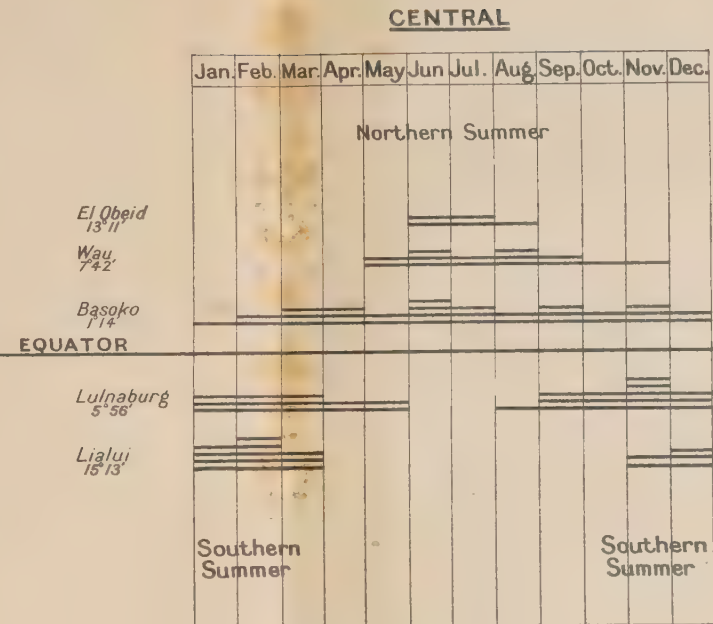 CENTRAL
Jan. Feb. Mar. Apr. May Jun Jul. Aug Sep. Oct. Nov. Dec.
Northern Summer
El Obeid
13°11'
Wau
7°42'
Basoko
1°14'
EQUATOR
Lulnaburg
5°56'
Lialui
15°13'
Southern
Summer
Southern
Summer